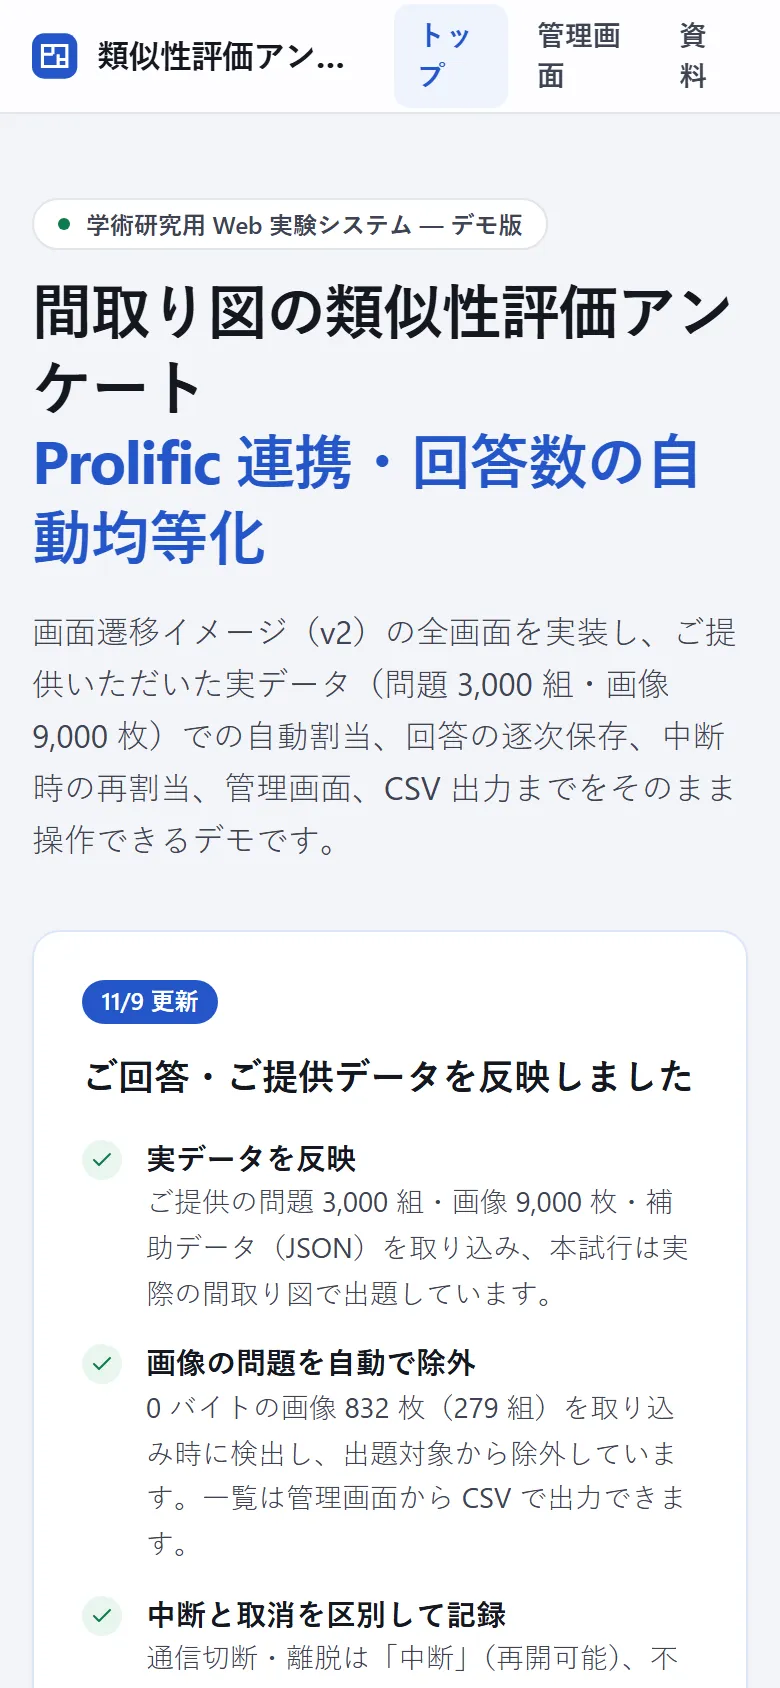 類似性評価アン...
トッ
プ
管理画
面
資
料
学術研究用 Web 実験システム — デモ版
間取り図の類似性評価アン
ケート
Prolific 連携・回答数の自
動均等化
画面遷移イメージ（v2）の全画面を実装し、ご提
供いただいた実データ（問題 3,000 組・画像
9,000 枚）での自動割当、回答の逐次保存、中断
時の再割当、管理画面、CSV 出力までをそのまま
操作できるデモです。
11/9 更新
ご回答・ご提供データを反映しました
実データを反映
ご提供の問題 3,000 組・画像 9,000 枚・補
助データ（JSON）を取り込み、本試行は実
際の間取り図で出題しています。
画像の問題を自動で除外
0 バイトの画像 832 枚（279 組）を取り込
み時に検出し、出題対象から除外していま
す。一覧は管理画面から CSV で出力できま
す。
中断と取消を区別して記録
通信切断・離脱は「中断」（再開可能）、不